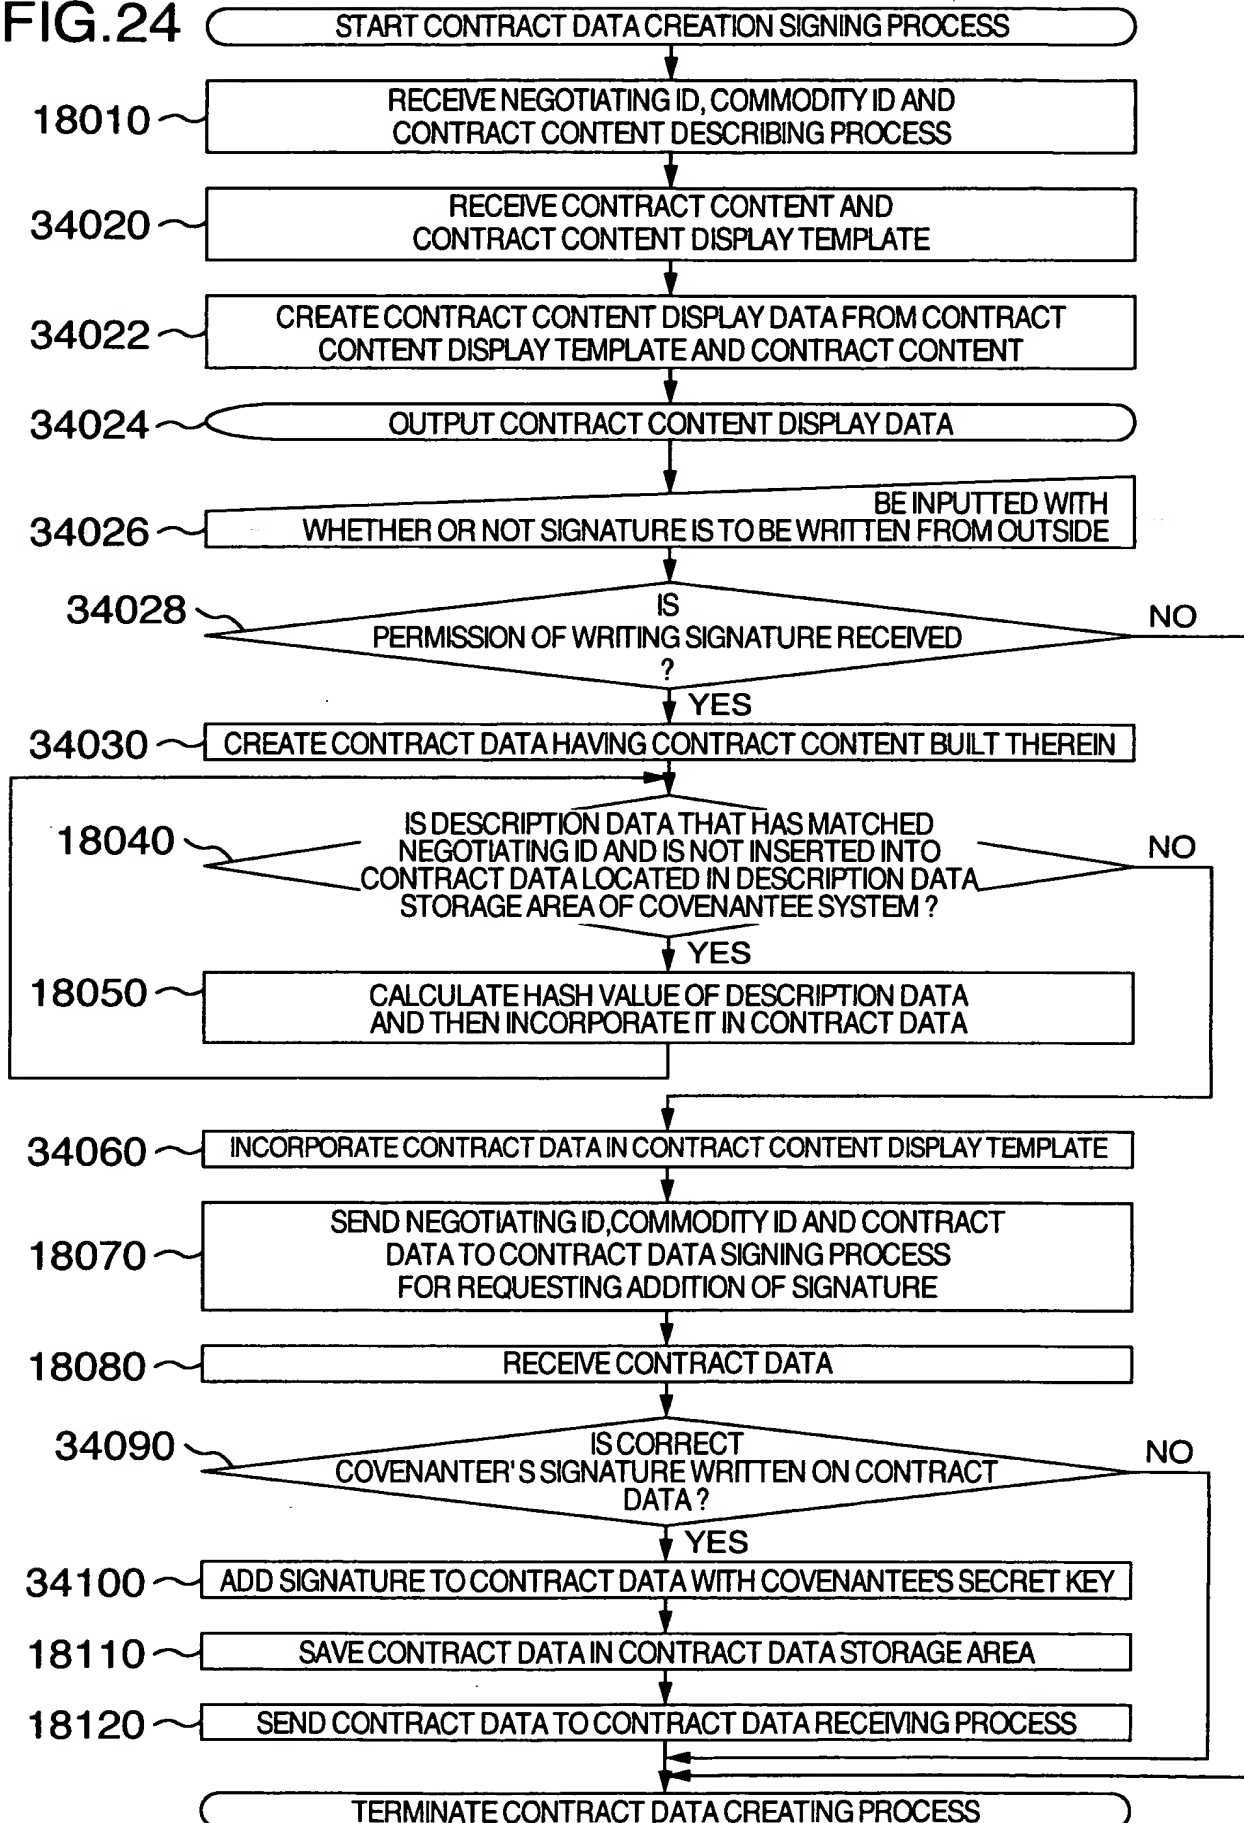 FIG.24
START CONTRACT DATA CREATION SIGNING PROCESS
18010
RECEIVE NEGOTIATING ID, COMMODITY ID AND
CONTRACT CONTENT DESCRIBING PROCESS
34020
RECEIVE CONTRACT CONTENT AND
CONTRACT CONTENT DISPLAY TEMPLATE
34022
CREATE CONTRACT CONTENT DISPLAY DATA FROM CONTRACT
CONTENT DISPLAY TEMPLATE AND CONTRACT CONTENT
34024
OUTPUT CONTRACT CONTENT DISPLAY DATA
34026
BE INPUTTED WITH
WHETHER OR NOT SIGNATURE IS TO BE WRITTEN FROM OUTSIDE
34028
IS
PERMISSION OF WRITING SIGNATURE RECEIVED
?
NO
YES
34030
CREATE CONTRACT DATA HAVING CONTRACT CONTENT BUILT THEREIN
18040
IS DESCRIPTION DATA THAT HAS MATCHED
NEGOTIATING ID AND IS NOT INSERTED INTO
CONTRACT DATA LOCATED IN DESCRIPTION DATA
STORAGE AREA OF COVENANTEE SYSTEM ?
NO
YES
18050
CALCULATE HASH VALUE OF DESCRIPTION DATA
AND THEN INCORPORATE IT IN CONTRACT DATA
34060
INCORPORATE CONTRACT DATA IN CONTRACT CONTENT DISPLAY TEMPLATE
18070
SEND NEGOTIATING ID,COMMODITY ID AND CONTRACT
DATA TO CONTRACT DATA SIGNING PROCESS
FOR REQUESTING ADDITION OF SIGNATURE
18080
RECEIVE CONTRACT DATA
34090
IS CORRECT
COVENANTER'S SIGNATURE WRITTEN ON CONTRACT
DATA ?
NO
YES
34100
ADD SIGNATURE TO CONTRACT DATA WITH COVENANTEE'S SECRET KEY
18110
SAVE CONTRACT DATA IN CONTRACT DATA STORAGE AREA
18120
SEND CONTRACT DATA TO CONTRACT DATA RECEIVING PROCESS
TERMINATE CONTRACT DATA CREATING PROCESS